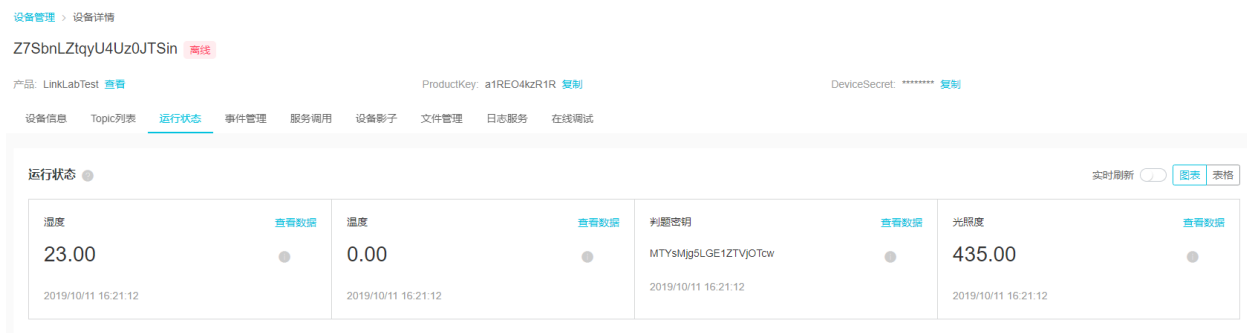 设备管理 > 设备详情
Z7SbnLZtqyU4Uz0JTSin 离线
产品: LinkLabTest 查看 ProductKey: a1REO4kzR1R 复制 DeviceSecret: ******** 复制
设备信息 Topic列表 运行状态 事件管理 服务调用 设备影子 文件管理 日志服务 在线调试
运行状态 实时刷新 图表 表格
湿度 查看数据 温度 查看数据 判题密钥 查看数据 光照度 查看数据
23.00 0.00 MTYsMjg5LGE1ZTVjOTcw 435.00
2019/10/11 16:21:12 2019/10/11 16:21:12 2019/10/11 16:21:12 2019/10/11 16:21:12